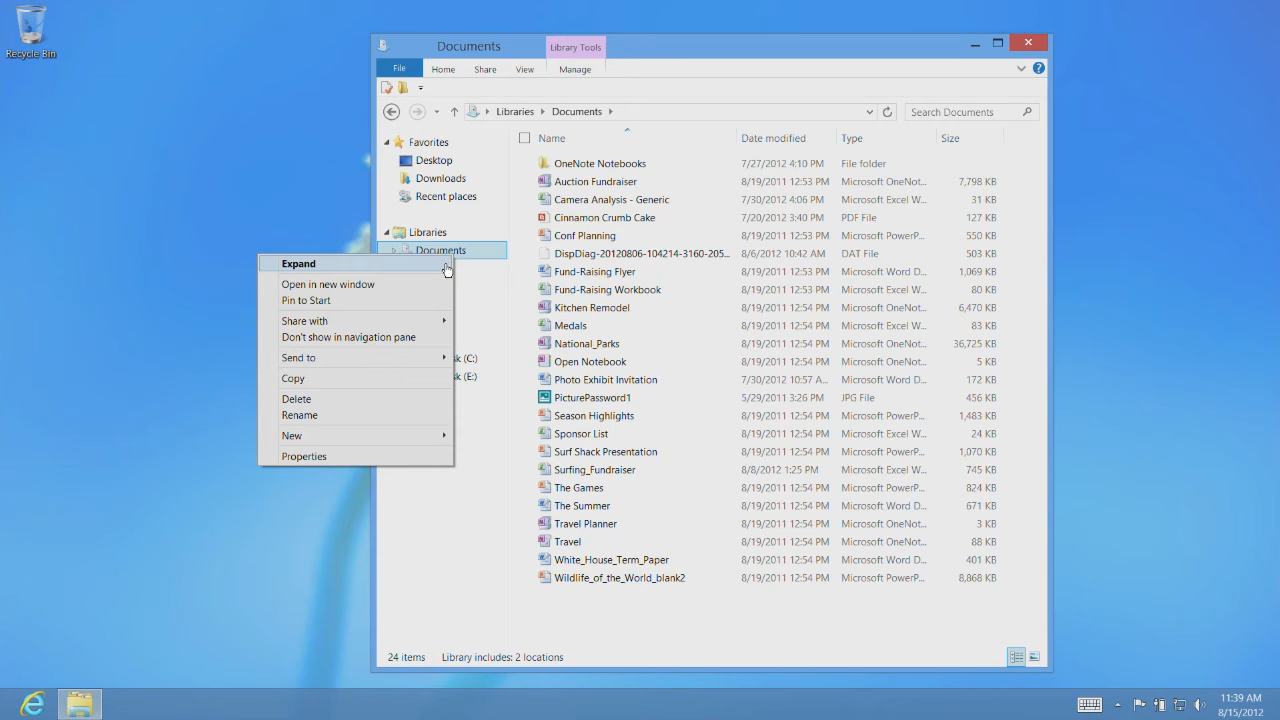 Recycle Bin
Documents
Library Tools
File
Home
Share
View
Manage
Libraries
Documents
Search Documents
Favorites
Desktop
Downloads
Recent places
Libraries
Documents
Expand
Open in new window
Pin to Start
Share with
Don't show in navigation pane
Send to
Copy
Delete
Rename
New
Properties
sk (C:)
sk (E:)
Name Date modified Type Size
OneNote Notebooks 7/27/2012 4:10 PM File folder
Auction Fundraiser 8/19/2011 12:53 PM Microsoft OneNot... 7,798 KB
Camera Analysis - Generic 7/30/2012 4:06 PM Microsoft Excel W... 31 KB
Cinnamon Crumb Cake 7/20/2012 3:40 PM PDF File 127 KB
Conf Planning 8/19/2011 12:53 PM Microsoft PowerP... 550 KB
DispDiag-20120806-104214-3160-205... 8/6/2012 10:42 AM DAT File 503 KB
Fund-Raising Flyer 8/19/2011 12:53 PM Microsoft Word D... 1,069 KB
Fund-Raising Workbook 8/19/2011 12:53 PM Microsoft Excel W... 80 KB
Kitchen Remodel 8/19/2011 12:53 PM Microsoft OneNot... 6,470 KB
Medals 8/19/2011 12:53 PM Microsoft Excel W... 83 KB
National_Parks 8/19/2011 12:54 PM Microsoft OneNot... 36,725 KB
Open Notebook 8/19/2011 12:54 PM Microsoft OneNot... 5 KB
Photo Exhibit Invitation 7/30/2012 10:57 A... Microsoft Word D... 172 KB
PicturePassword1 5/29/2011 3:26 PM JPG File 456 KB
Season Highlights 8/19/2011 12:54 PM Microsoft PowerP... 1,483 KB
Sponsor List 8/19/2011 12:54 PM Microsoft Excel W... 24 KB
Surf Shack Presentation 8/19/2011 12:54 PM Microsoft PowerP... 1,070 KB
Surfing_Fundraiser 8/8/2012 1:25 PM Microsoft Excel W... 745 KB
The Games 8/19/2011 12:54 PM Microsoft PowerP... 824 KB
The Summer 8/19/2011 12:54 PM Microsoft Word D... 671 KB
Travel Planner 8/19/2011 12:54 PM Microsoft OneNot... 3 KB
Travel 8/19/2011 12:54 PM Microsoft OneNot... 88 KB
White_House_Term_Paper 8/19/2011 12:54 PM Microsoft Word D... 401 KB
Wildlife_of_the_World_blank2 8/19/2011 12:54 PM Microsoft PowerP... 8,868 KB
24 items Library includes: 2 locations
11:39 AM
8/15/2012